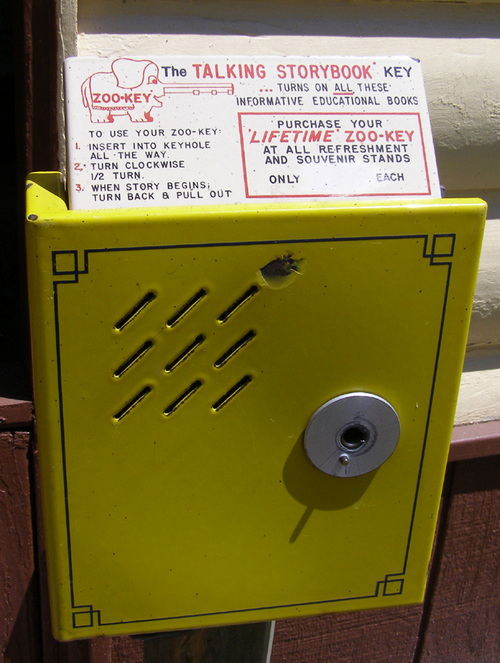 The TALKING STORYBOOK KEY
ZOO-KEY
... TURNS ON ALL THESE
INFORMATIVE EDUCATIONAL BOOKS
TO USE YOUR ZOO-KEY:
1. INSERT INTO KEYHOLE
ALL THE WAY.
2. TURN CLOCKWISE
1/2 TURN.
3. WHEN STORY BEGINS;
TURN BACK & PULL OUT
PURCHASE YOUR
'LIFETIME' ZOO-KEY
AT ALL REFRESHMENT
AND SOUVENIR STANDS
ONLY EACH